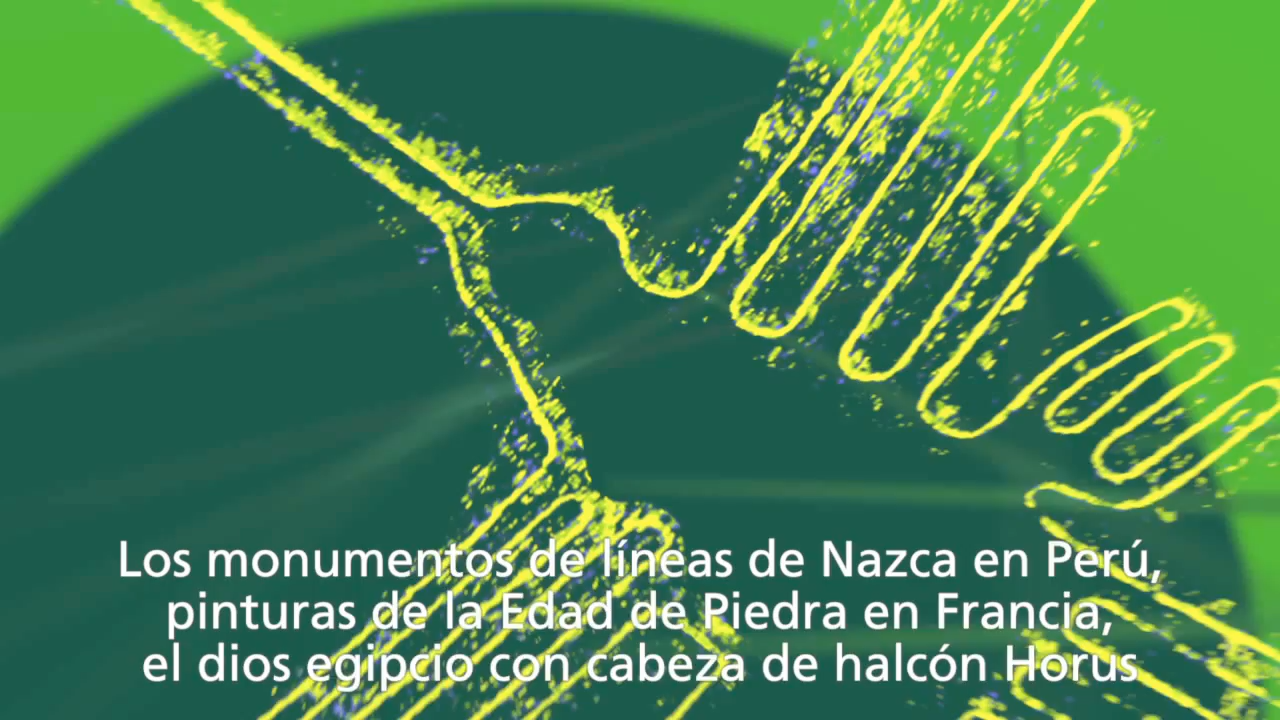 Los monumentos de líneas de Nazca en Perú,
pinturas de la Edad de Piedra en Francia,
el dios egipcio con cabeza de halcón Horus